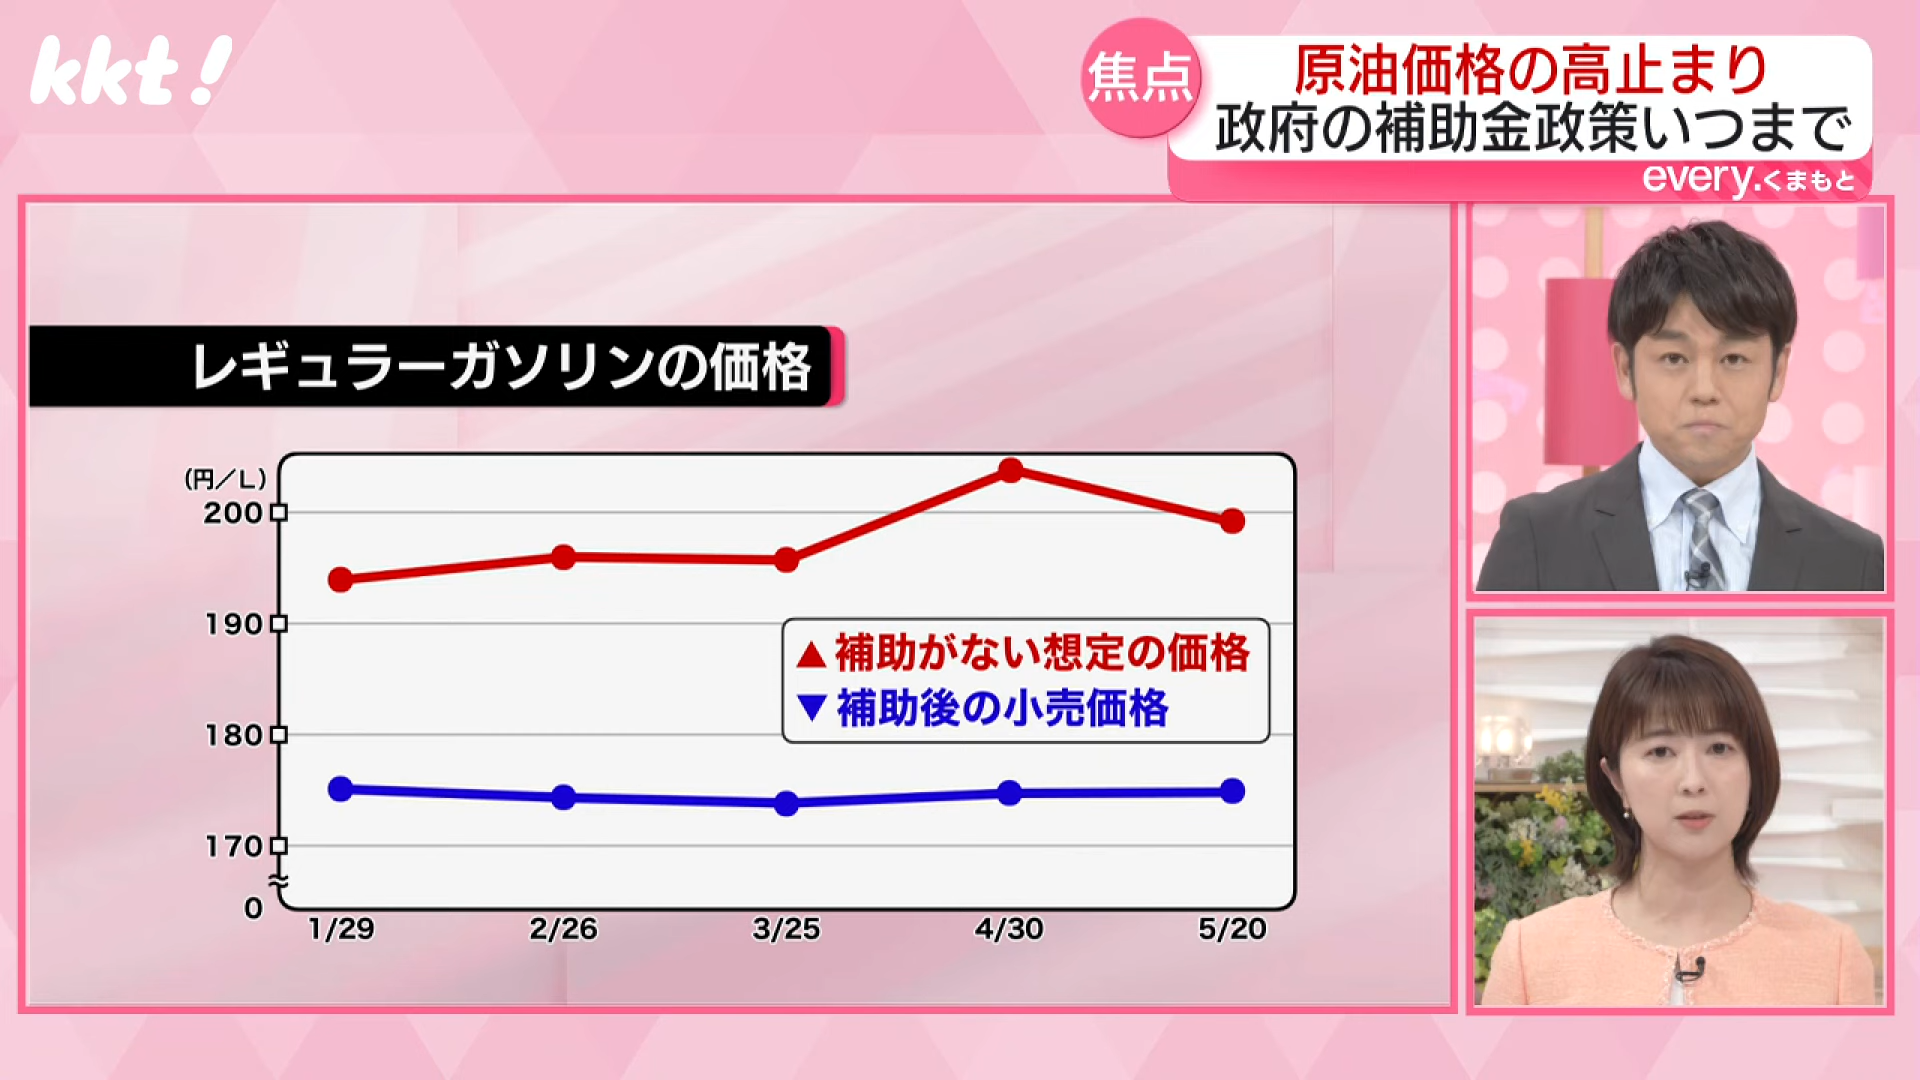 kkt!
焦点
原油価格の高止まり
政府の補助金政策いつまで
every.くまもと
レギュラーガソリンの価格
(円/L)
200
190
180
170
0
▲補助がない想定の価格
▼補助後の小売価格
1/29 2/26 3/25 4/30 5/20